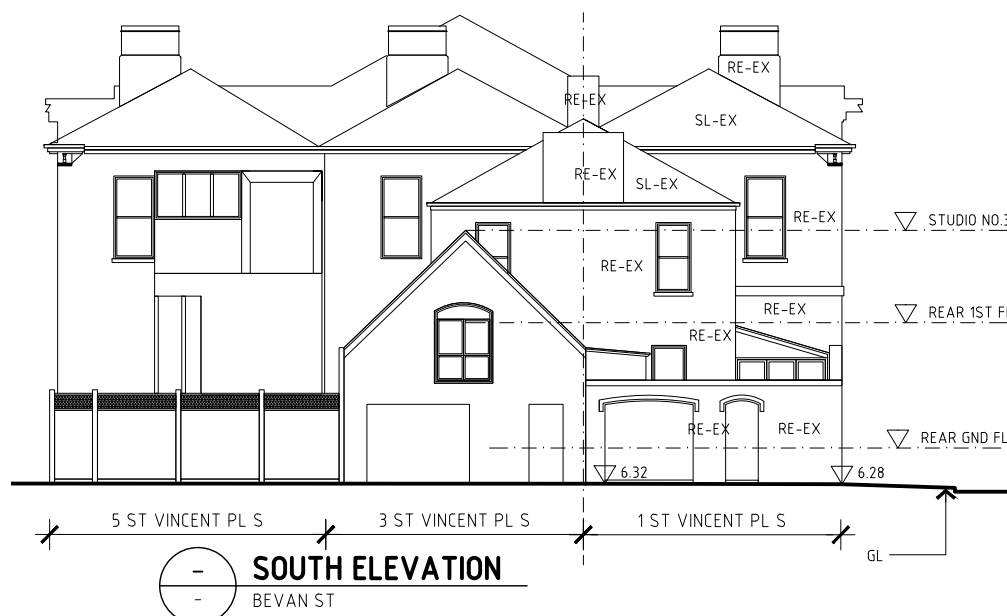 RE-EX
RE-EX
SL-EX
RE-EX
SL-EX
RE-EX
STUDIO NO.3
RE-EX
RE-EX
REAR 1ST FL
RE-EX
RE-EX
RE-EX
REAR GND FL
6.32
6.28
5 ST VINCENT PL S
3 ST VINCENT PL S
1 ST VINCENT PL S
GL
SOUTH ELEVATION
BEVAN ST